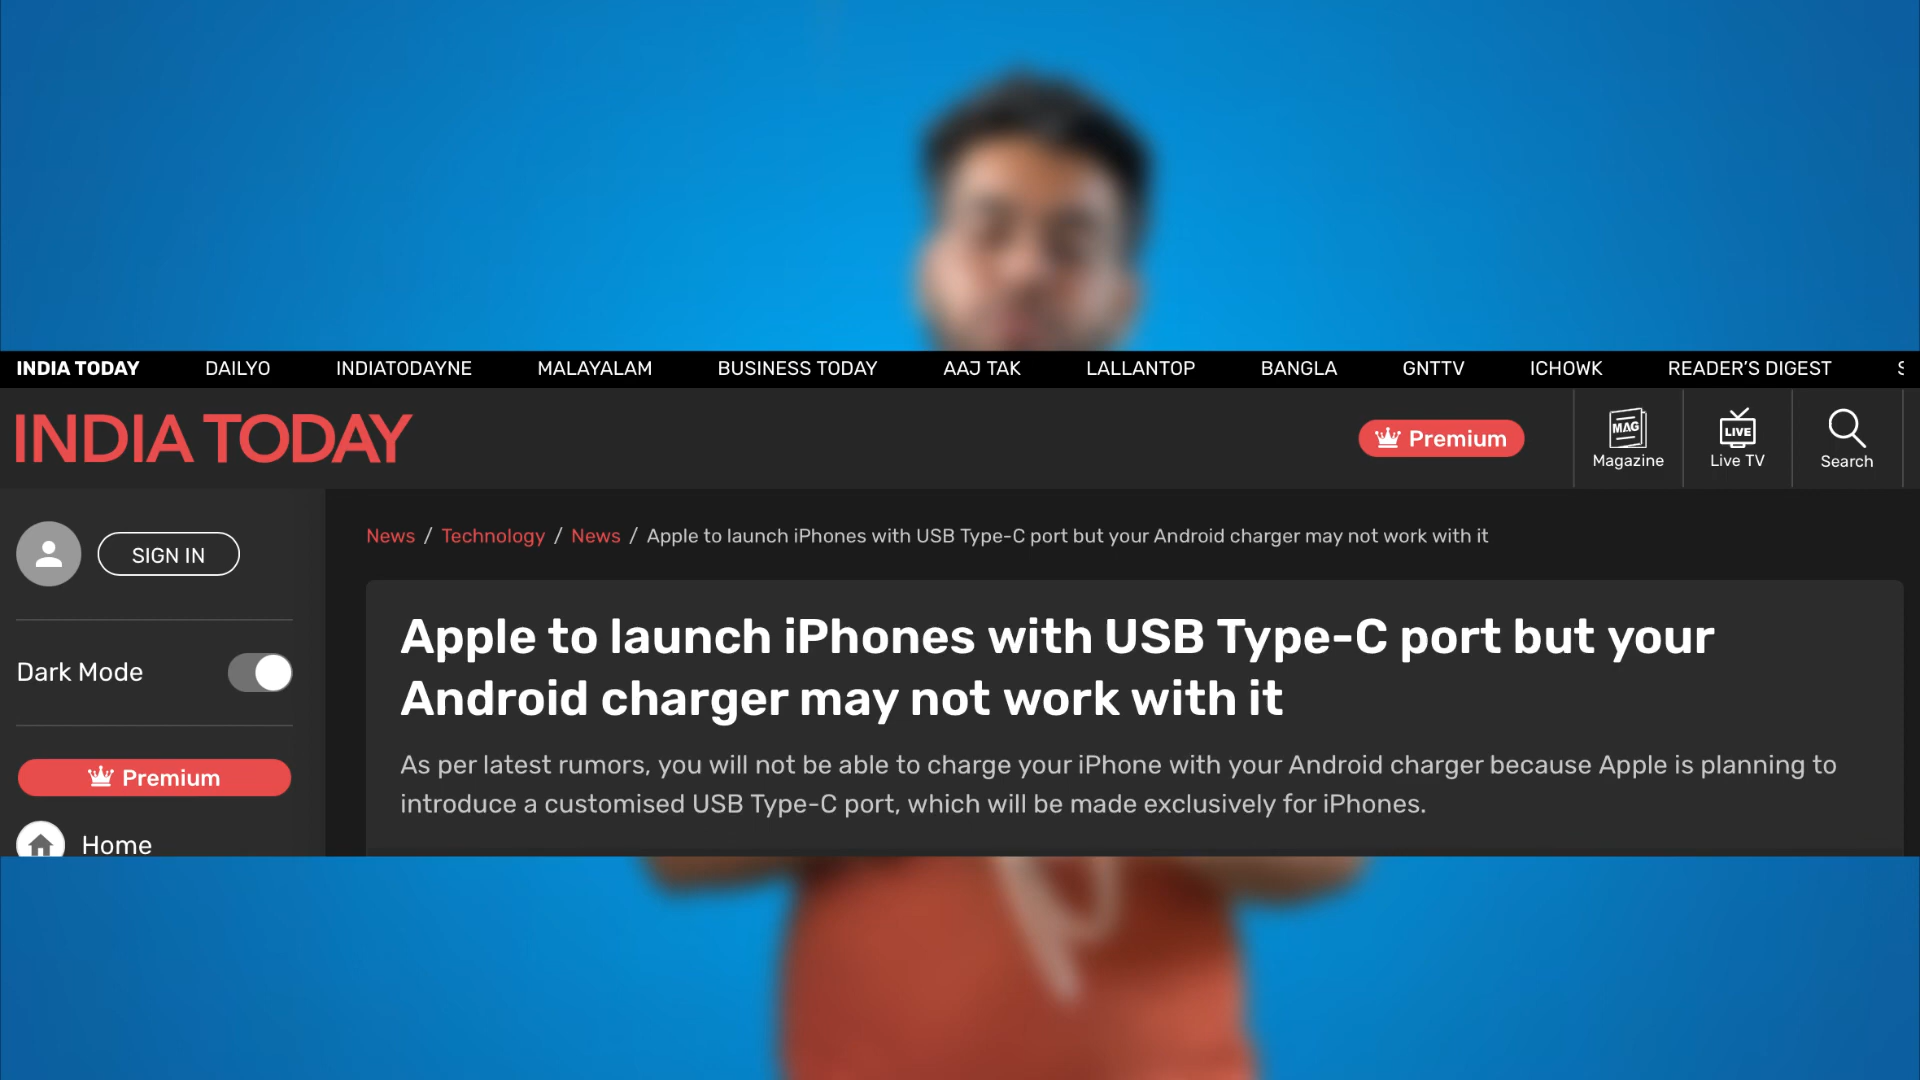 INDIA TODAY DAILYO INDIATODAYNE MALAYALAM BUSINESS TODAY AAJ TAK LALLANTOP BANGLA GNTTV ICHOWK READER'S DIGEST S
INDIA TODAY
Premium
MAG
Magazine
LIVE
Live TV
Search
SIGN IN
Dark Mode
Premium
Home
News / Technology / News / Apple to launch iPhones with USB Type-C port but your Android charger may not work with it
Apple to launch iPhones with USB Type-C port but your
Android charger may not work with it
As per latest rumors, you will not be able to charge your iPhone with your Android charger because Apple is planning to
introduce a customised USB Type-C port, which will be made exclusively for iPhones.